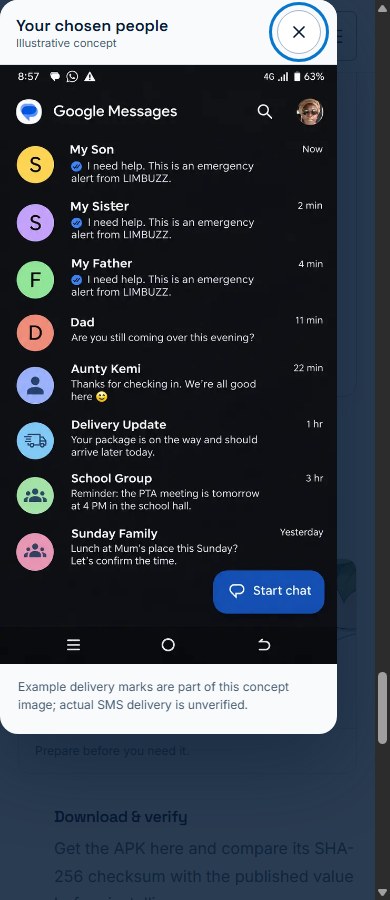 Your chosen people
Illustrative concept
8:57
4G
63%
Google Messages
S
My Son
Now
I need help. This is an emergency
alert from LIMBUZZ.
S
My Sister
2 min
I need help. This is an emergency
alert from LIMBUZZ.
F
My Father
4 min
I need help. This is an emergency
alert from LIMBUZZ.
D
Dad
11 min
Are you still coming over this evening?
Aunty Kemi
22 min
Thanks for checking in. We're all good
here 😀
Delivery Update
1 hr
Your package is on the way and should
arrive later today.
School Group
3 hr
Reminder: the PTA meeting is tomorrow
at 4 PM in the school hall.
Sunday Family
Yesterday
Lunch at Mum's place this Sunday?
Let's confirm the time.
Start chat
Example delivery marks are part of this concept
image; actual SMS delivery is unverified.
Prepare before you need it.
Download & verify
Get the APK here and compare its SHA-
256 checksum with the published value